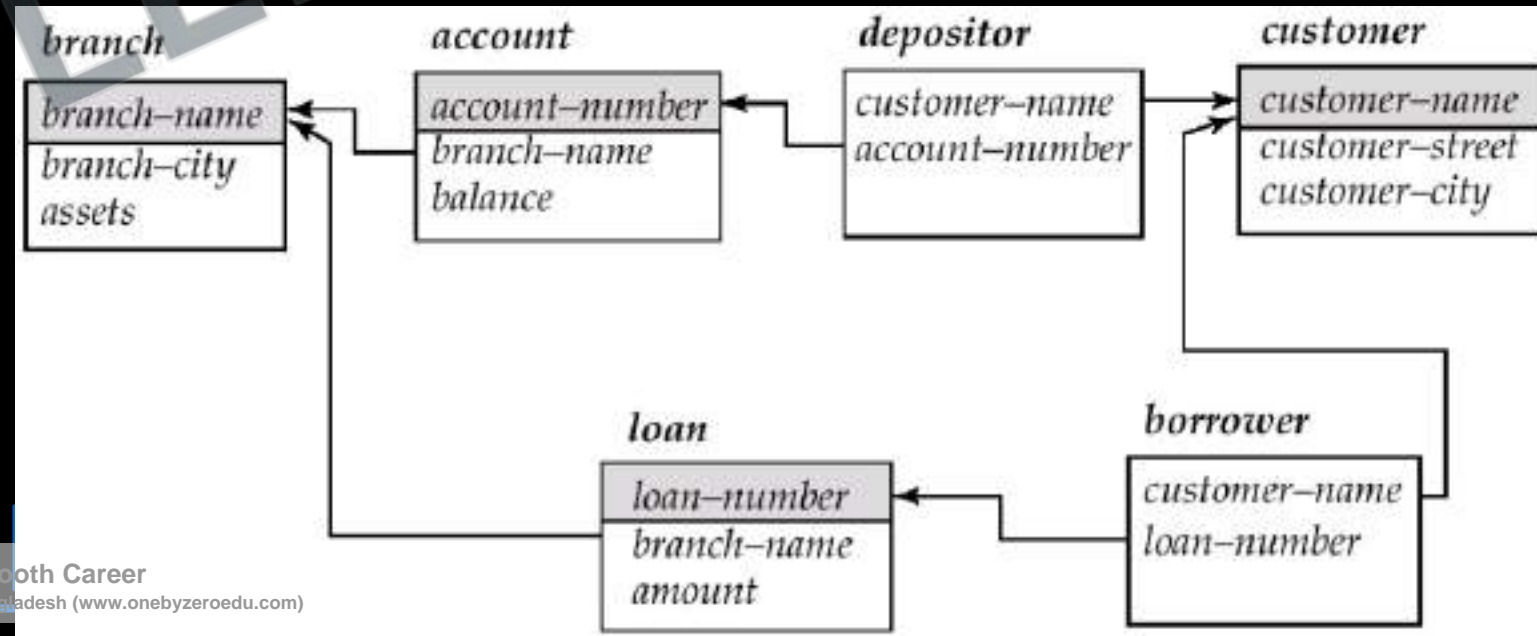 branch
branch–name
branch–city
assets
account
account–number
branch–name
balance
depositor
customer–name
account–number
customer
customer–name
customer–street
customer–city
loan
loan–number
branch–name
amount
borrower
customer–name
loan–number
ooth Career
gladesh (www.onebyzeroedu.com)